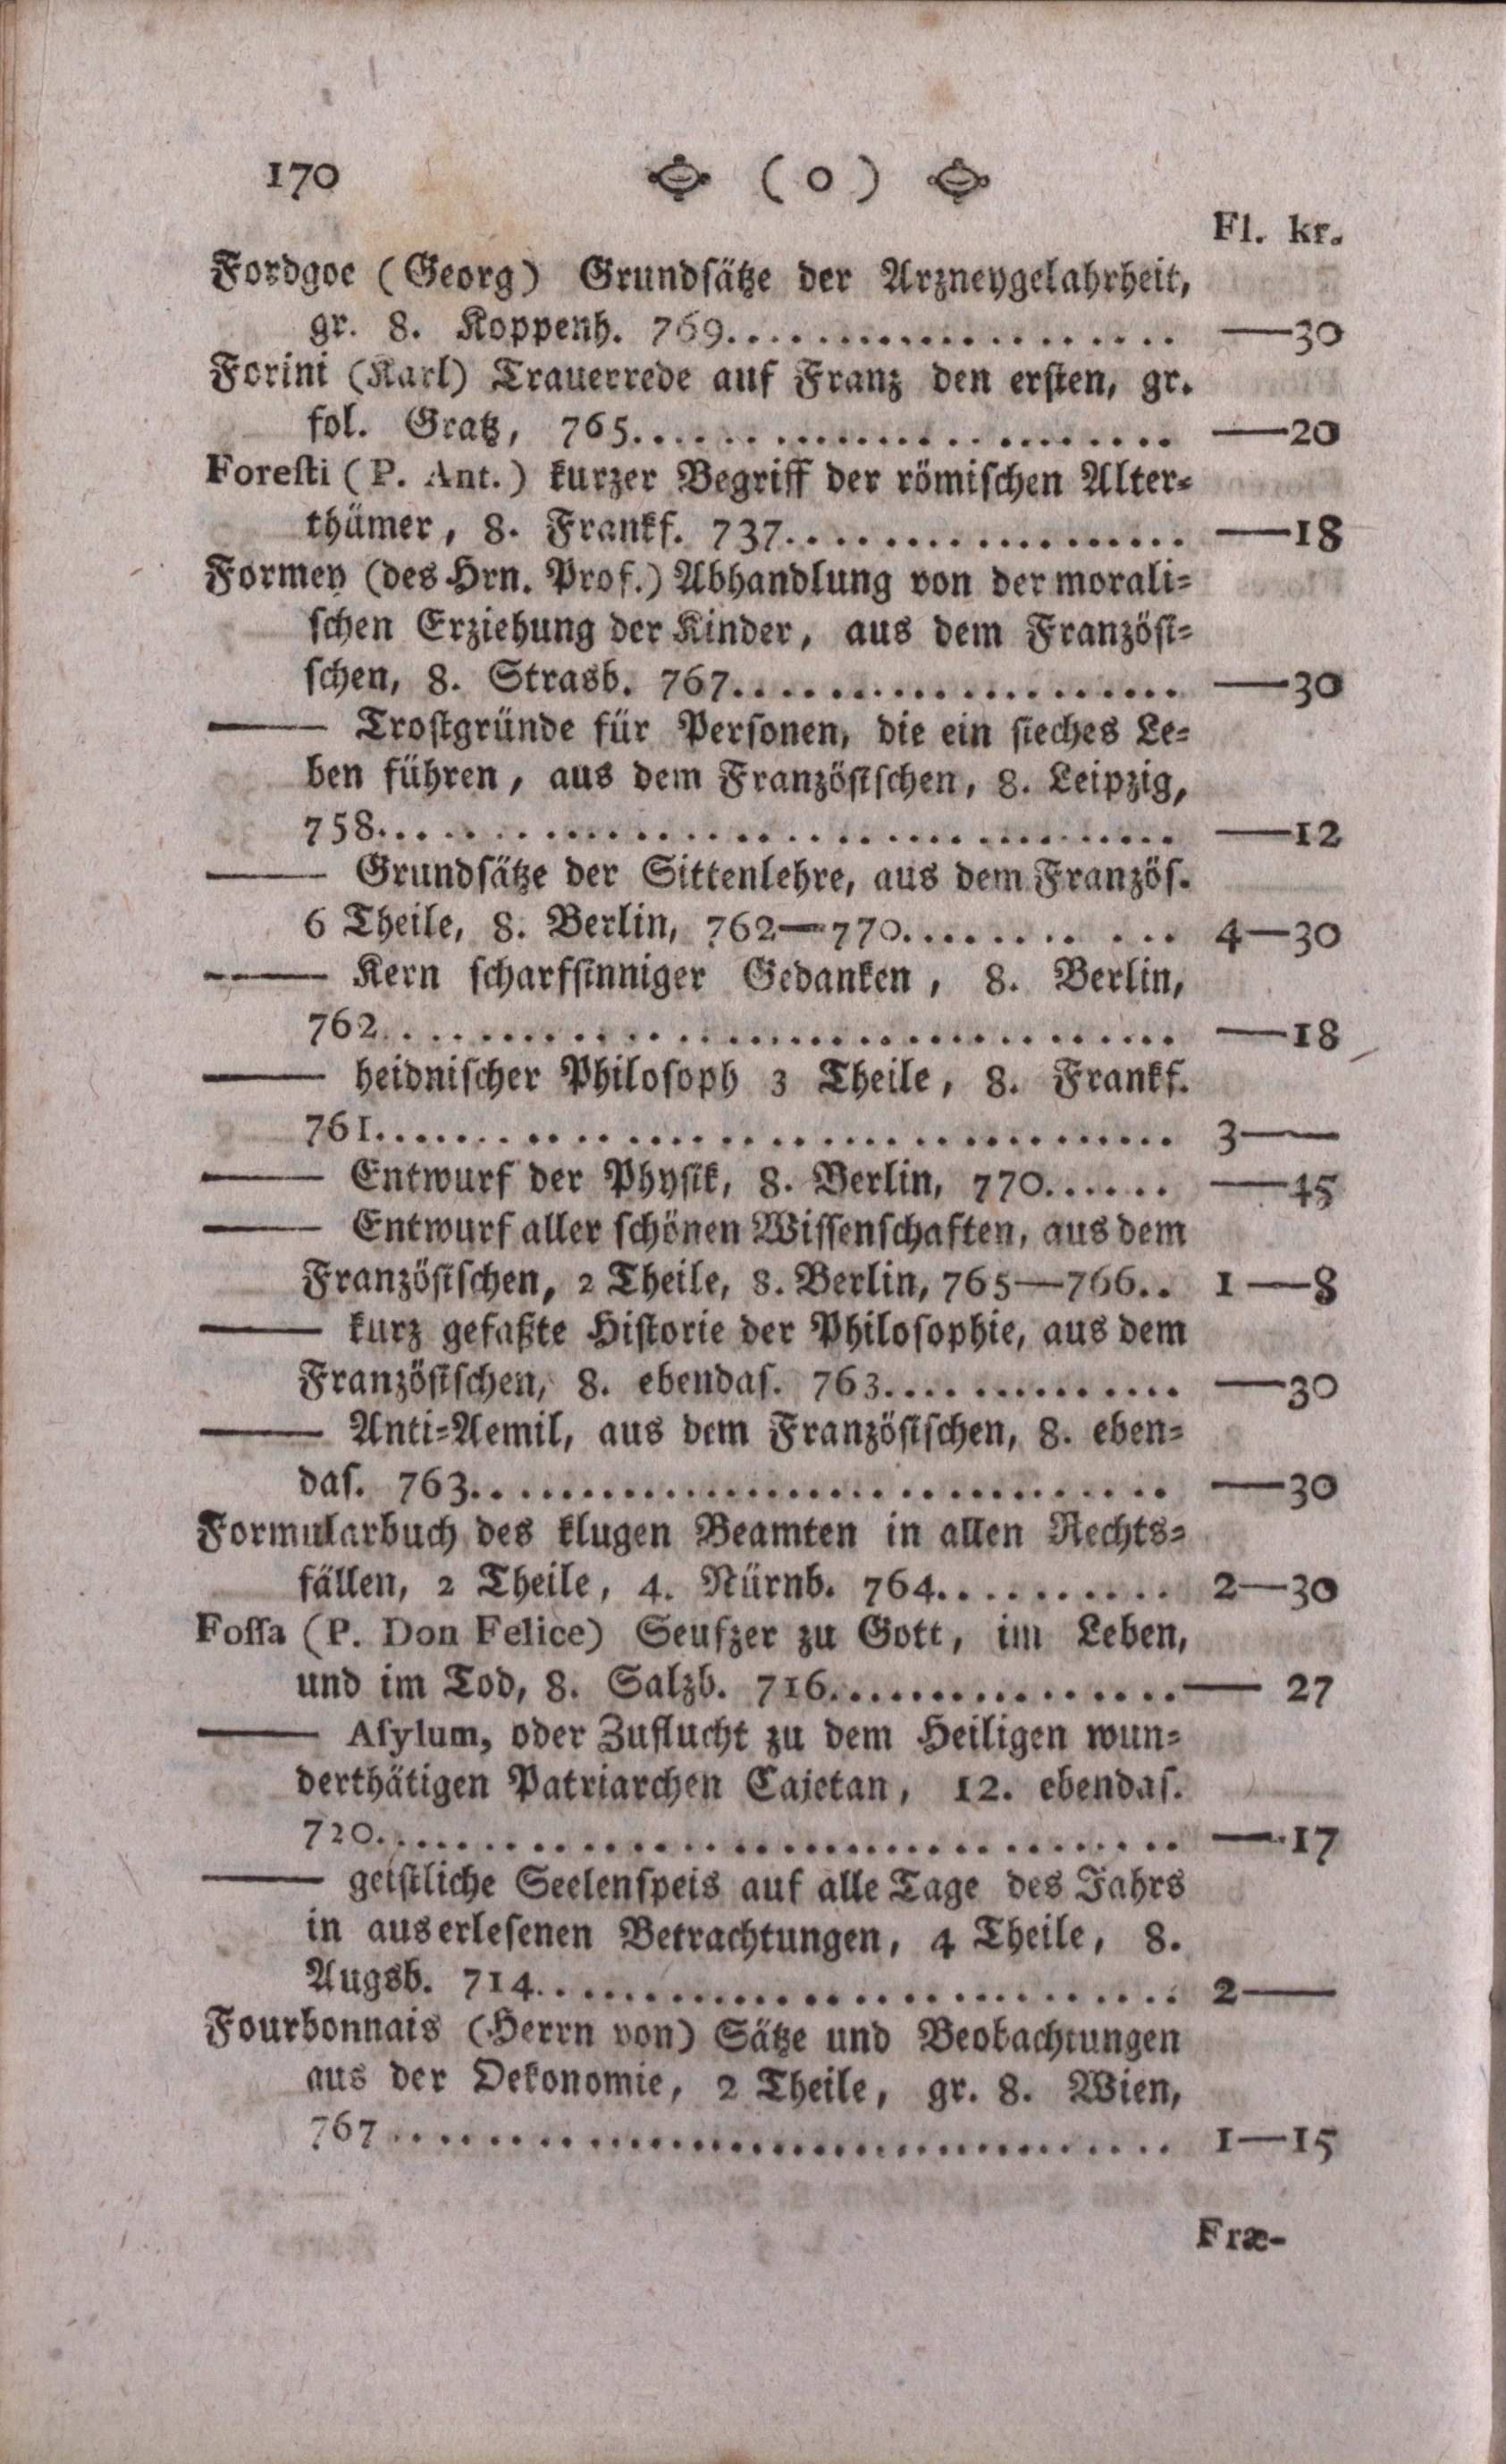 170 ( o )
Fl. kr.
Fordgoe (Georg) Grundsätze der Arzneygelahrheit,
gr. 8. Koppenh. 769..................... —30
Forini (Karl) Trauerrede auf Franz den ersten, gr.
fol. Gratz, 765........................ —20
Foresti (P. Ant.) kurzer Begriff der römischen Alter-
thümer, 8. Frankf. 737.................. —18
Formey (des Hrn. Prof.) Abhandlung von der morali-
schen Erziehung der Kinder, aus dem Französi-
schen, 8. Strasb. 767.................... —30
—— Trostgründe für Personen, die ein sieches Le-
ben führen, aus dem Französischen, 8. Leipzig,
758................................... —12
—— Grundsätze der Sittenlehre, aus dem Französ.
6 Theile, 8. Berlin, 762—770............ 4—30
—— Kern scharfsinniger Gedanken, 8. Berlin,
762................................... —18
—— heidnischer Philosoph 3 Theile, 8. Frankf.
761................................... 3——
—— Entwurf der Physik, 8. Berlin, 770...... —45
—— Entwurf aller schönen Wissenschaften, aus dem
Französischen, 2 Theile, 8. Berlin, 765—766.. 1—8
—— kurz gefaßte Historie der Philosophie, aus dem
Französischen, 8. ebendas. 763............. —30
—— Anti-Aemil, aus dem Französischen, 8. eben-
das. 763............................... —30
Formularbuch des klugen Beamten in allen Rechts-
fällen, 2 Theile, 4. Nürnb. 764.......... 2—30
Fossa (P. Don Felice) Seufzer zu Gott, im Leben,
und im Tod, 8. Salzb. 716...............— 27
—— Asylum, oder Zuflucht zu dem Heiligen wun-
derthätigen Patriarchen Cajetan, 12. ebendas.
720................................... —17
—— geistliche Seelenspeis auf alle Tage des Jahrs
in auserlesenen Betrachtungen, 4 Theile, 8.
Augsb. 714............................ 2——
Fourbonnais (Herrn von) Sätze und Beobachtungen
aus der Oekonomie, 2 Theile, gr. 8. Wien,
767.................................. 1—15
Fræ-